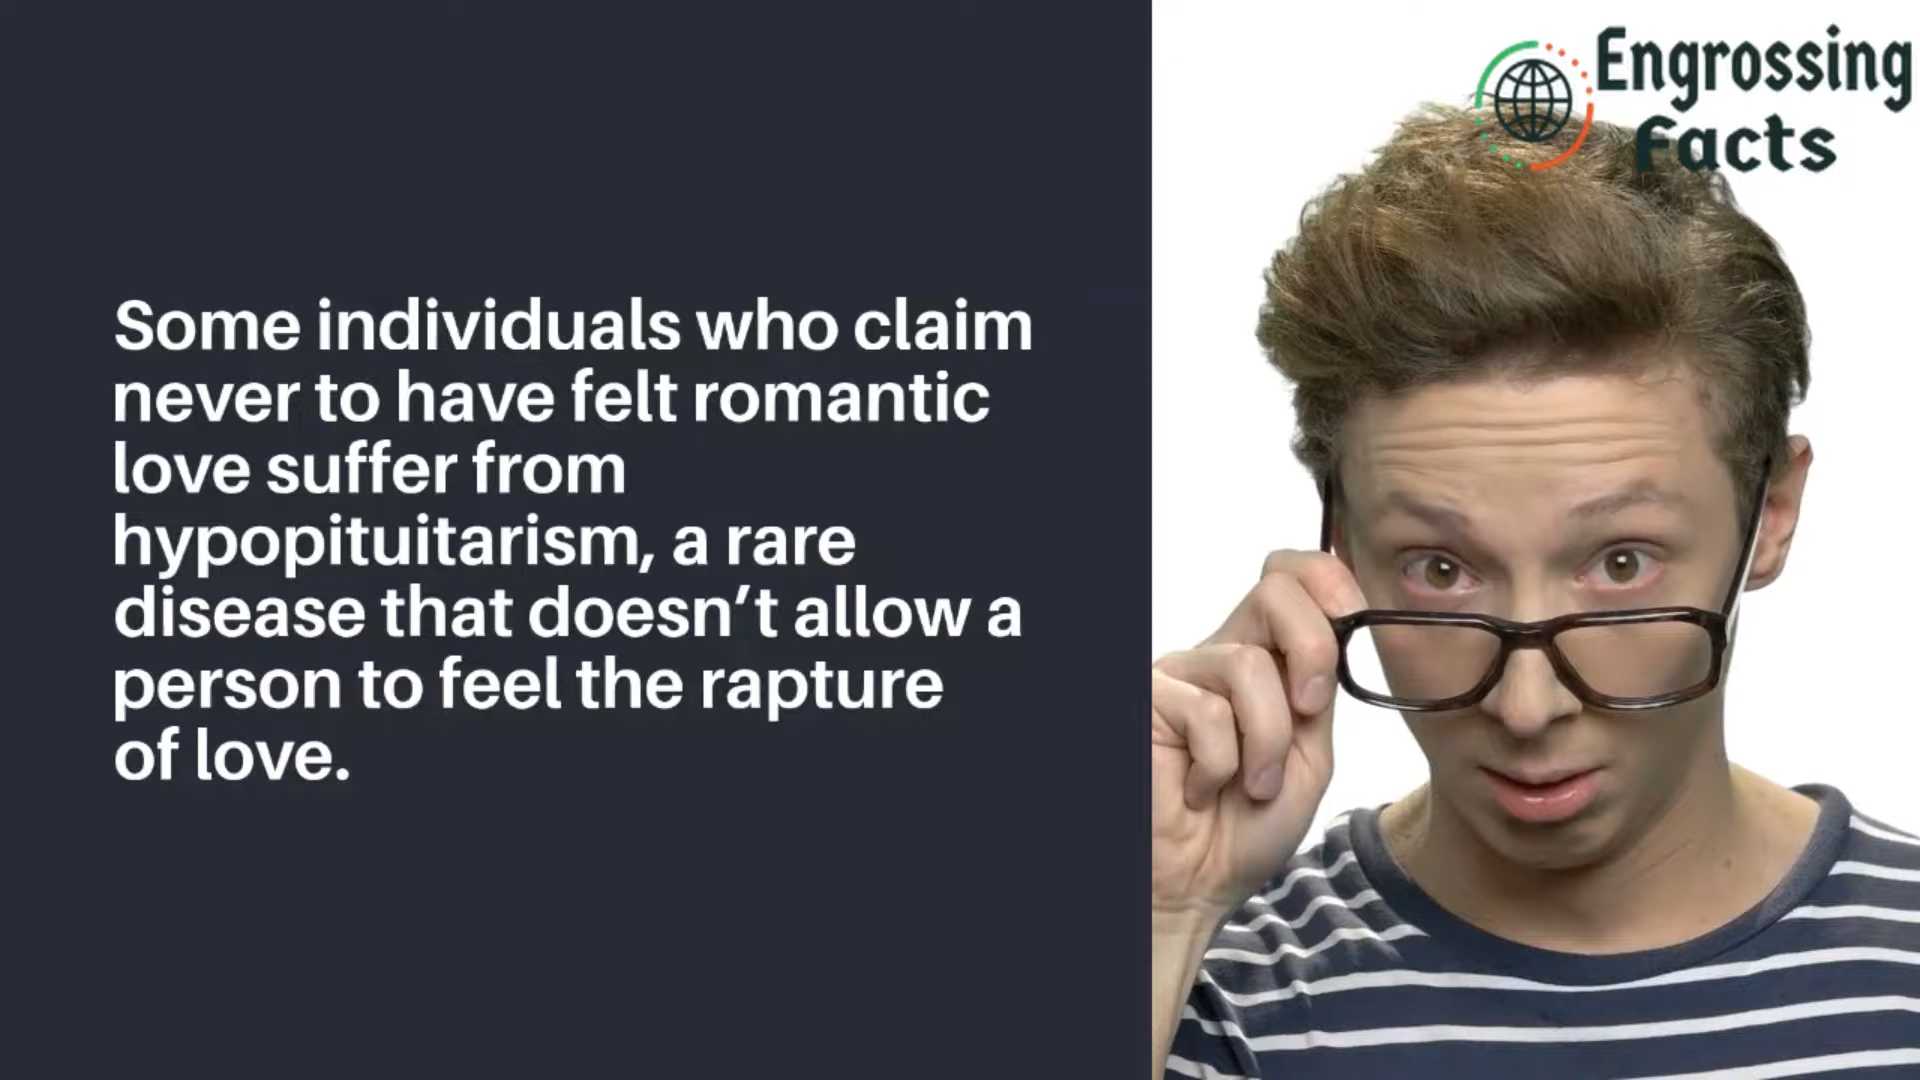 Engrossing
Facts
Some individuals who claim
never to have felt romantic
love suffer from
hypopituitarism, a rare
disease that doesn’t allow a
person to feel the rapture
of love.